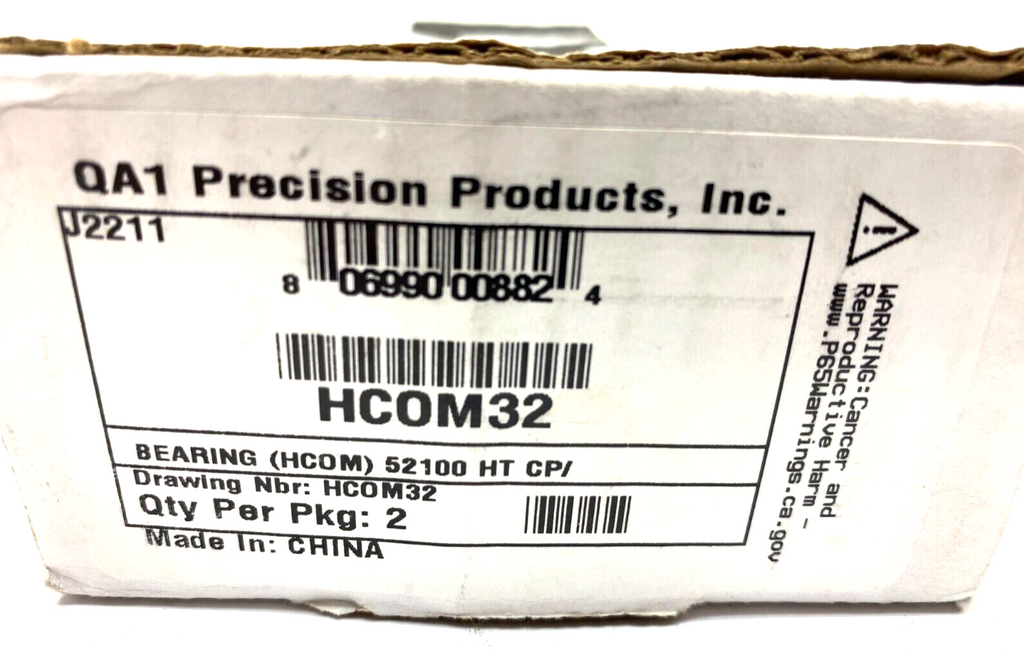 QA1 Precision Products, Inc.
J2211
8 06990 00882 4
HCOM32
BEARING (HCOM) 52100 HT CP/
Drawing Nbr: HCOM32
Qty Per Pkg: 2
Made In: CHINA
WARNING:Cancer and
Reproductive Harm -
www.P65Warnings.ca.gov